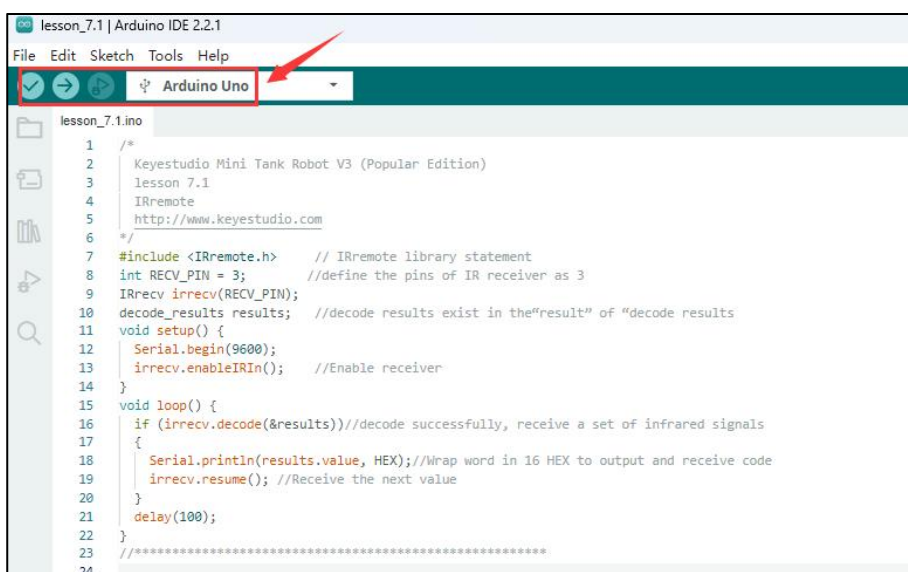 lesson_7.1 | Arduino IDE 2.2.1
File Edit Sketch Tools Help
Arduino Uno
lesson_7.1.ino
1 /*
2 Keyestudio Mini Tank Robot V3 (Popular Edition)
3 lesson 7.1
4 IRremote
5 http://www.keyestudio.com
6 */
7 #include <IRremote.h> // IRremote library statement
8 int RECV_PIN = 3; //define the pins of IR receiver as 3
9 IRrecv irrecv(RECV_PIN);
10 decode_results results; //decode results exist in the“result” of “decode results
11 void setup() {
12 Serial.begin(9600);
13 irrecv.enableIRIn(); //Enable receiver
14 }
15 void loop() {
16 if (irrecv.decode(&results))//decode successfully, receive a set of infrared signals
17 {
18 Serial.println(results.value, HEX);//Wrap word in 16 HEX to output and receive code
19 irrecv.resume(); //Receive the next value
20 }
21 delay(100);
22 }
23 //*******************************************************
24